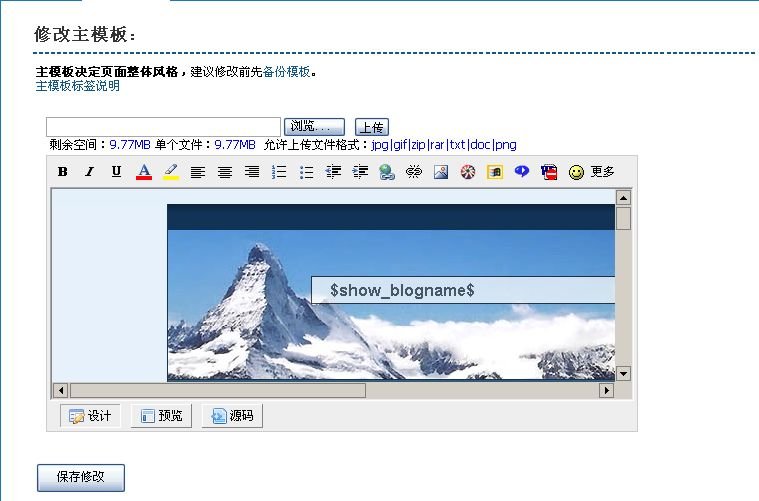 修改主模板：
主模板决定页面整体风格，建议修改前先备份模板。
主模板标签说明
浏览... 上传
剩余空间：9.77MB 单个文件：9.77MB 允许上传文件格式：jpg|gif|zip|rar|txt|doc|png
B I U A 更多
$show_blogname$
设计 预览 源码
保存修改